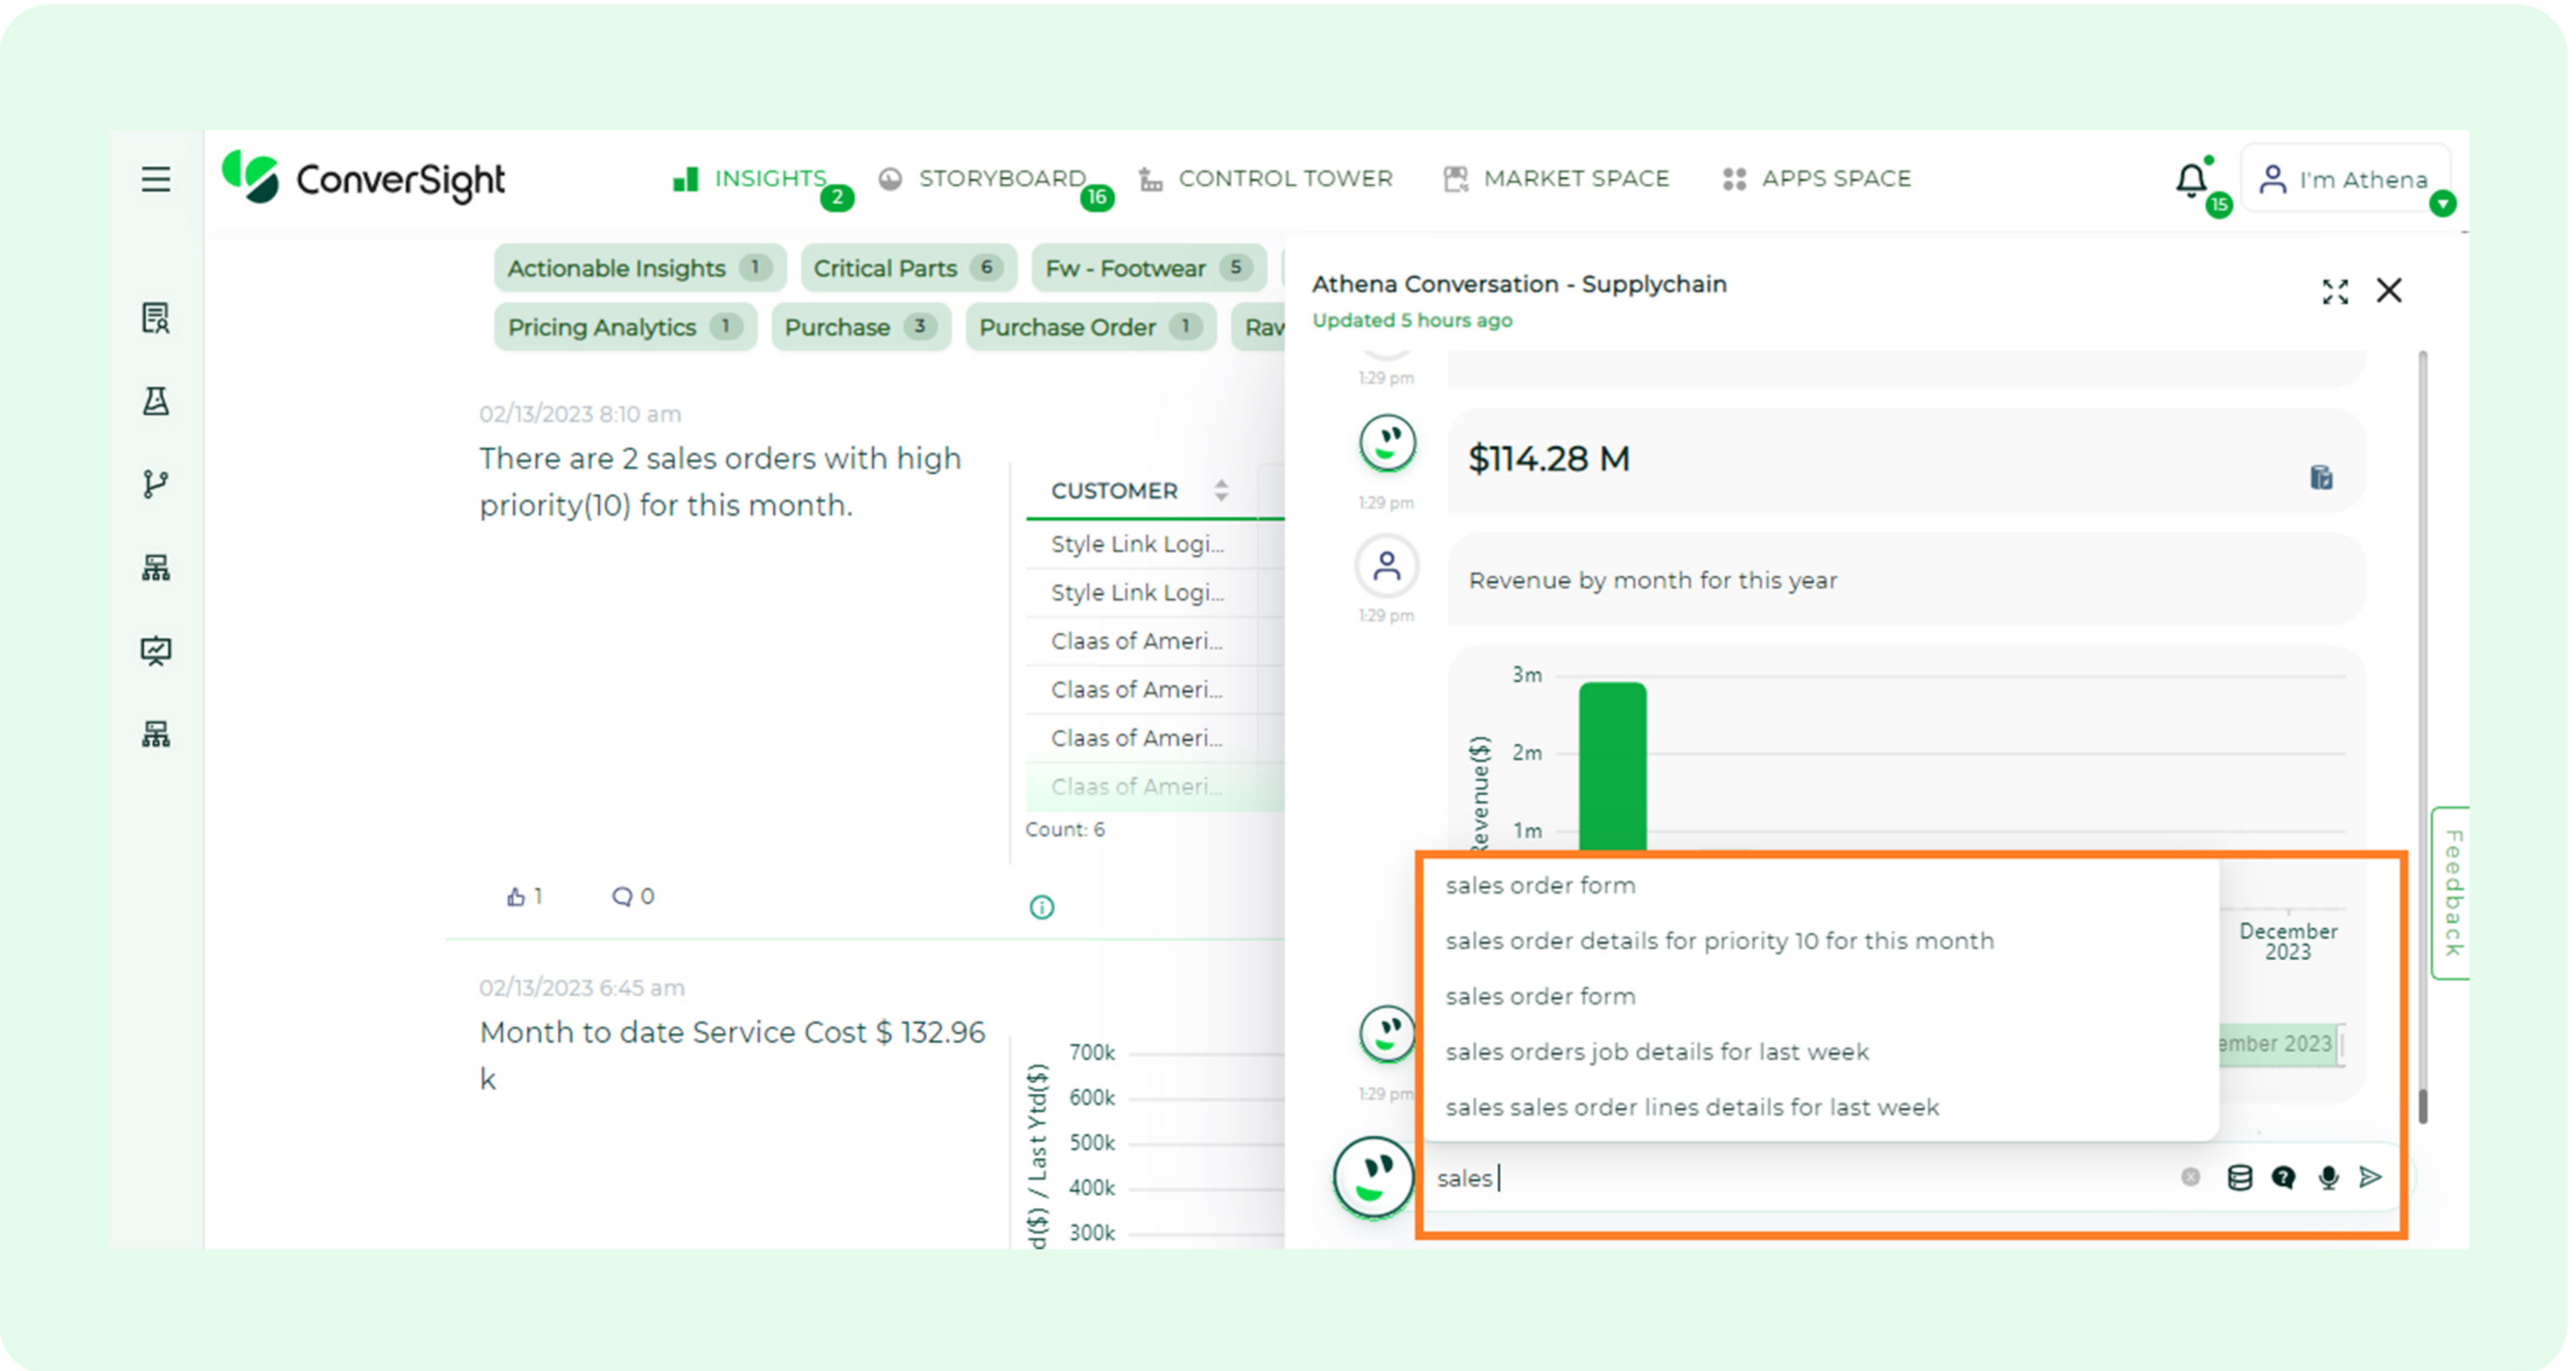 ConverSight
INSIGHTS 2
STORYBOARD 16
CONTROL TOWER
MARKET SPACE
APPS SPACE
15
I'm Athena
Actionable Insights 1
Critical Parts 6
Fw - Footwear 5
Pricing Analytics 1
Purchase 3
Purchase Order 1
Rav
02/13/2023 8:10 am
There are 2 sales orders with high
priority(10) for this month.
CUSTOMER
Style Link Logi...
Style Link Logi...
Claas of Ameri...
Claas of Ameri...
Claas of Ameri...
Claas of Ameri...
Count: 6
1
0
02/13/2023 6:45 am
Month to date Service Cost $ 132.96
k
d($) / Last Ytd($)
700k
600k
500k
400k
300k
Athena Conversation - Supplychain
Updated 5 hours ago
1:29 pm
$114.28 M
1:29 pm
Revenue by month for this year
1:29 pm
Revenue($)
3m
2m
1m
December
2023
ember 2023
1:29 pm
sales order form
sales order details for priority 10 for this month
sales order form
sales orders job details for last week
sales sales order lines details for last week
sales
Feedback